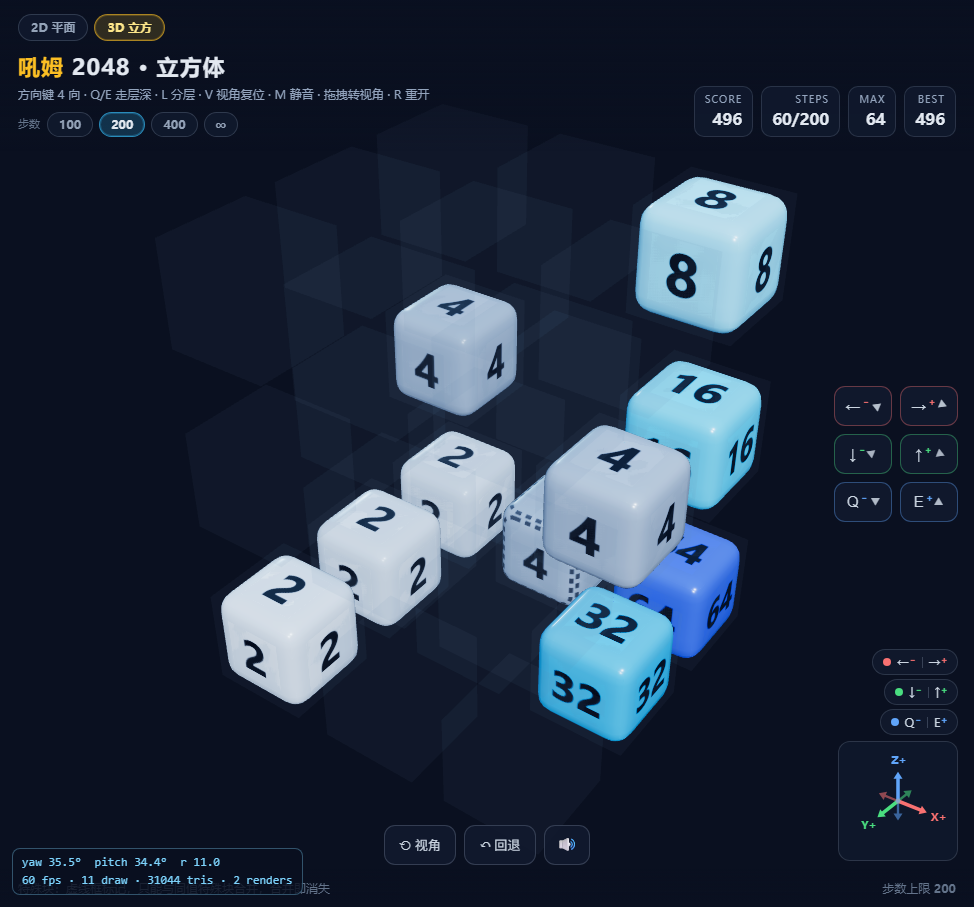 2D 平面
3D 立方
吼姆 2048 · 立方体
方向键 4 向 · Q/E 走层深 · L 分层 · V 视角复位 · M 静音 · 拖拽转视角 · R 重开
步数 100 200 400 ∞
SCORE 496
STEPS 60/200
MAX 64
BEST 496
8 8 8
4 4 4
16 16
4 4 4
2 2
2 2
2 2 2
4
4 64
32 32 32
←⁻▼ →⁺▲
↓⁻▼ ↑⁺▲
Q⁻▼ E⁺▲
←⁻ | →⁺
↓⁻ | ↑⁺
Q⁻ | E⁺
Z+
X+
Y+
视角
回退
yaw 35.5° pitch 34.4° r 11.0
60 fps · 11 draw · 31044 tris · 2 renders
消失
步数上限 200